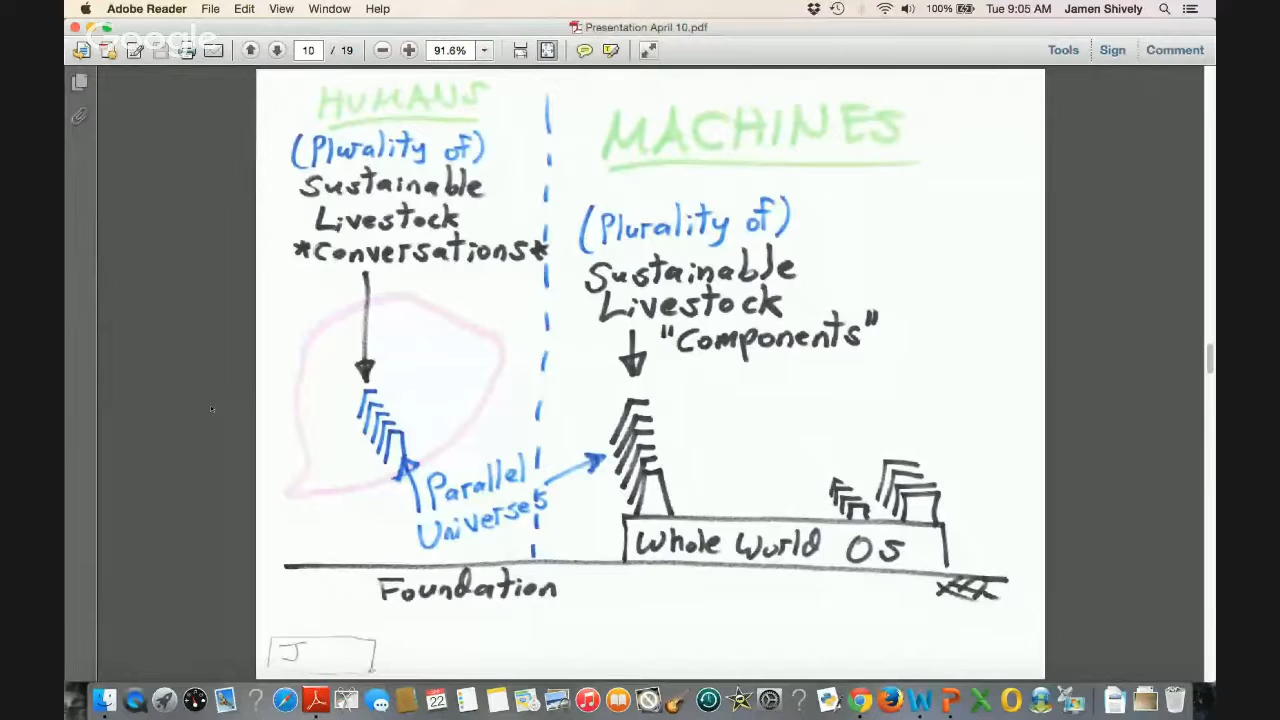 Adobe Reader File Edit View Window Help 100% Tue 9:05 AM Jamen Shively
Google
Presentation April 10.pdf
10 / 19 91.6% Tools Sign Comment
HUMANS
(Plurality of)
Sustainable
Livestock
*Conversations*
MACHINES
(Plurality of)
Sustainable
Livestock
"Components"
Parallel
Universes
Whole World OS
Foundation
J
22